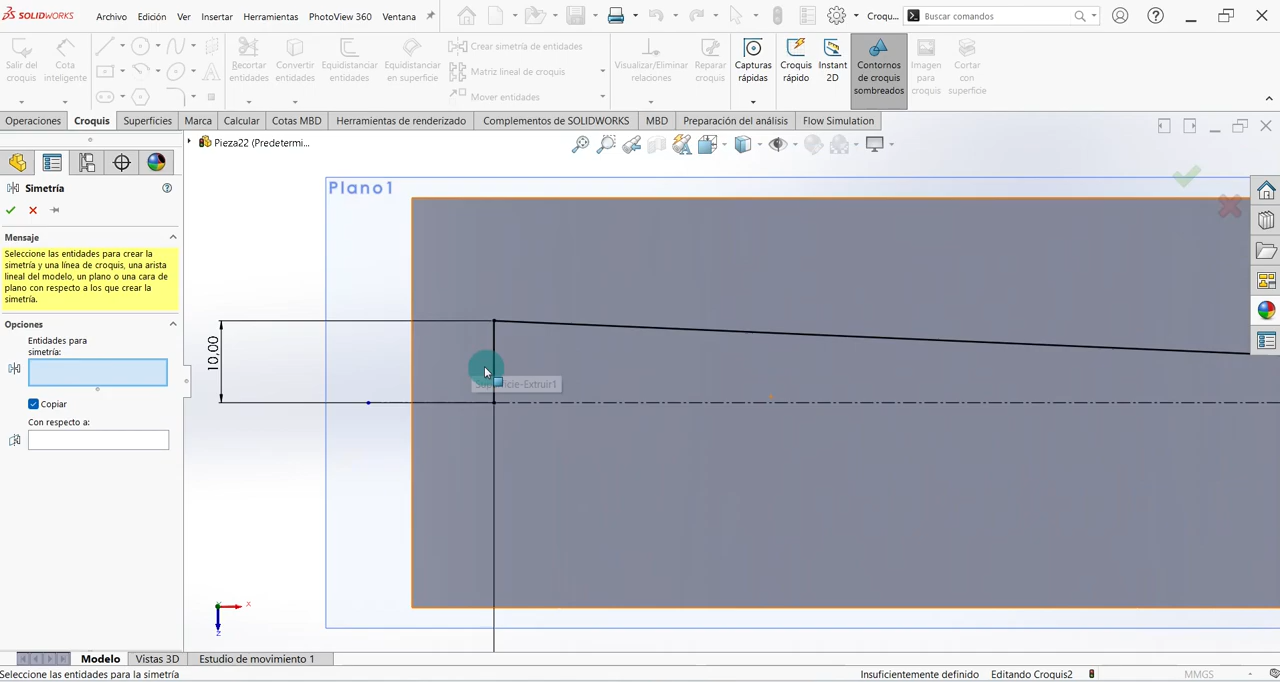 SOLIDWORKS
Archivo Edición Ver Insertar Herramientas PhotoView 360 Ventana
Croqu...
Buscar comandos
Salir del croquis
Cota inteligente
Recortar entidades
Convertir entidades
Equidistanciar entidades
Equidistanciar en superficie
Crear simetría de entidades
Matriz lineal de croquis
Mover entidades
Visualizar/Eliminar relaciones
Reparar croquis
Capturas rápidas
Croquis rápido
Instant 2D
Contornos de croquis sombreados
Imagen para croquis
Cortar con superficie
Operaciones Croquis Superficies Marca Calcular Cotas MBD Herramientas de renderizado Complementos de SOLIDWORKS MBD Preparación del análisis Flow Simulation
Pieza22 (Predetermi...
Simetría
Mensaje
Seleccione las entidades para crear la
simetría y una línea de croquis, una arista
lineal del modelo, un plano o una cara de
plano con respecto a los que crear la
simetría.
Opciones
Entidades para
simetría:
Copiar
Con respecto a:
Plano1
10,00
x
z
Modelo Vistas 3D Estudio de movimiento 1
Seleccione las entidades para la simetría
Insuficientemente definido Editando Croquis2 MMGS